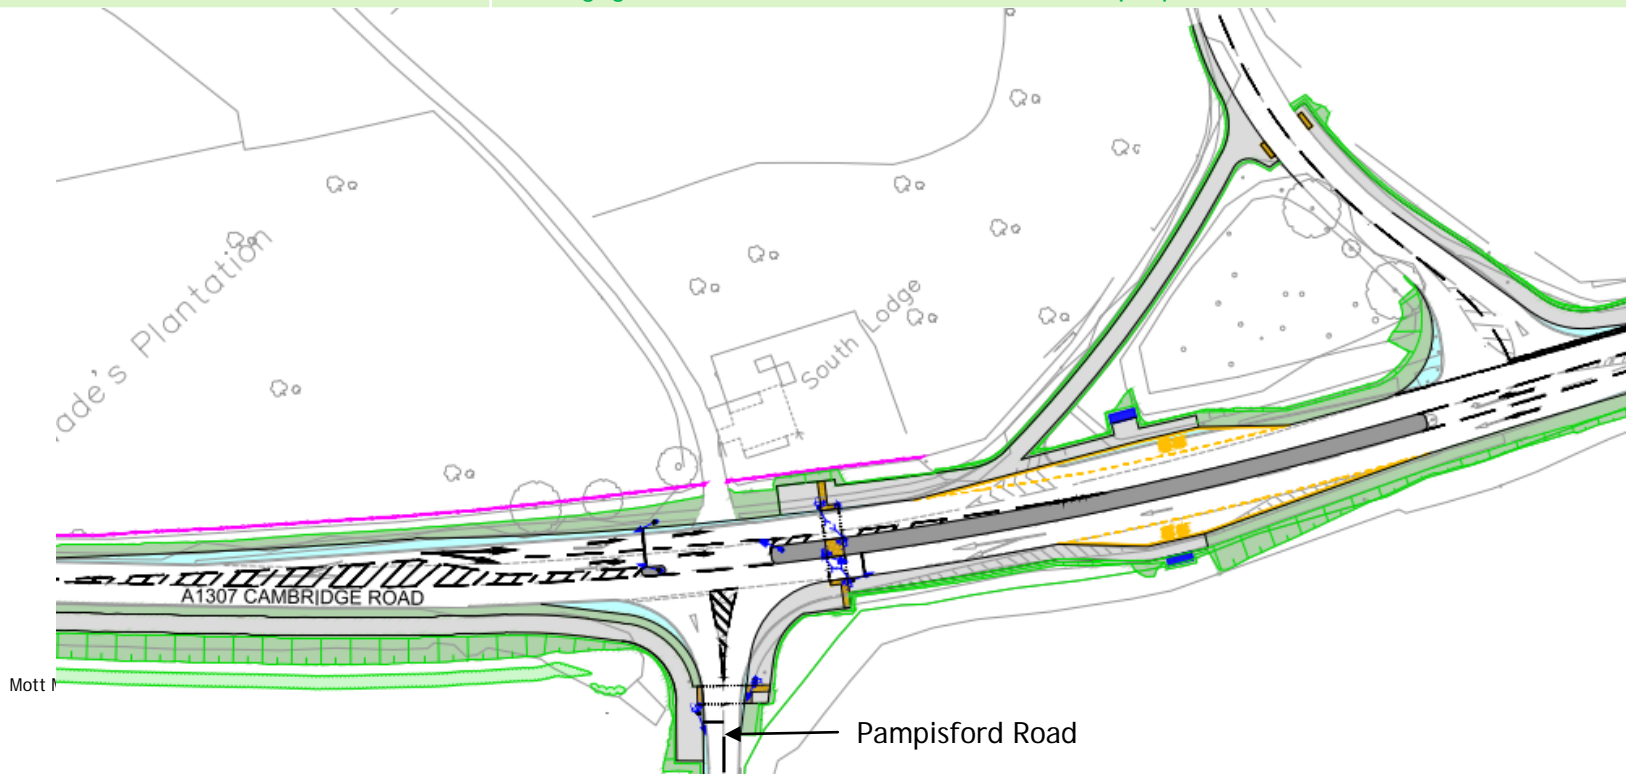 ade's Plantation
South Lodge
A1307 CAMBRIDGE ROAD
Mott
Pampisford Road